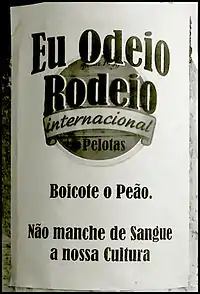 Eu Odeio
Rodeio
internacional
Pelotas
Boicote o Peão.
Não manche de Sangue
a nossa Cultura